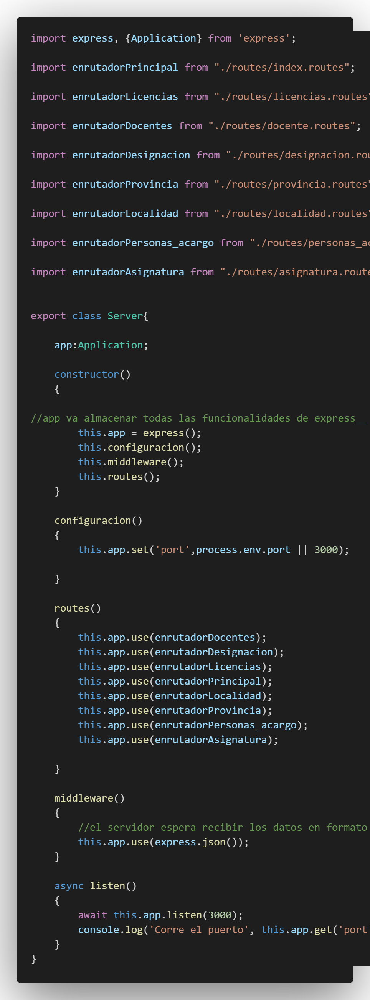 import express, {Application} from 'express';
import enrutadorPrincipal from "./routes/index.routes";
import enrutadorLicencias from "./routes/licencias.routes"
import enrutadorDocentes from "./routes/docente.routes";
import enrutadorDesignacion from "./routes/designacion.rou
import enrutadorProvincia from "./routes/provincia.routes"
import enrutadorLocalidad from "./routes/localidad.routes"
import enrutadorPersonas_acargo from "./routes/personas_ac
import enrutadorAsignatura from "./routes/asignatura.route
export class Server{
    app:Application;
    constructor()
    {
//app va almacenar todas las funcionalidades de express__
        this.app = express();
        this.configuracion();
        this.middleware();
        this.routes();
    }
    configuracion()
    {
        this.app.set('port',process.env.port || 3000);
    }
    routes()
    {
        this.app.use(enrutadorDocentes);
        this.app.use(enrutadorDesignacion);
        this.app.use(enrutadorLicencias);
        this.app.use(enrutadorPrincipal);
        this.app.use(enrutadorLocalidad);
        this.app.use(enrutadorProvincia);
        this.app.use(enrutadorPersonas_acargo);
        this.app.use(enrutadorAsignatura);
    }
    middleware()
    {
        //el servidor espera recibir los datos en formato
        this.app.use(express.json());
    }
    async listen()
    {
        await this.app.listen(3000);
        console.log('Corre el puerto', this.app.get('port'
    }
}